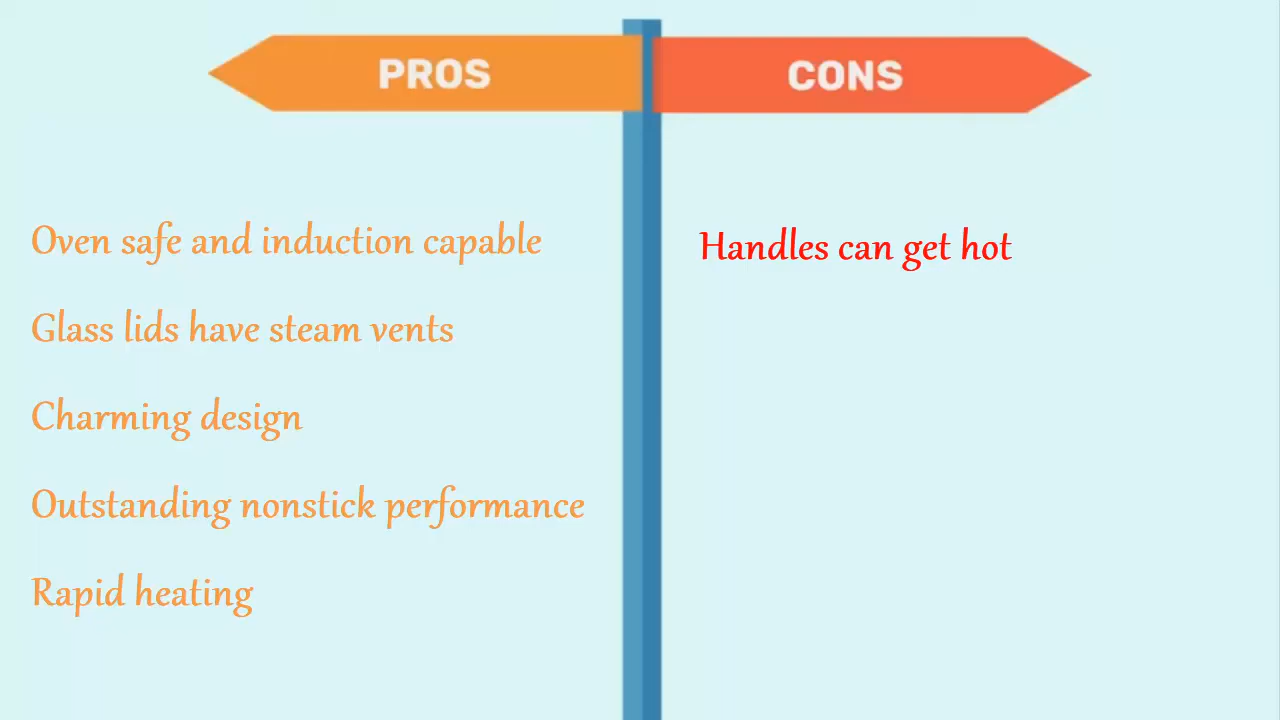 PROS
CONS
Oven safe and induction capable
Glass lids have steam vents
Charming design
Outstanding nonstick performance
Rapid heating
Handles can get hot